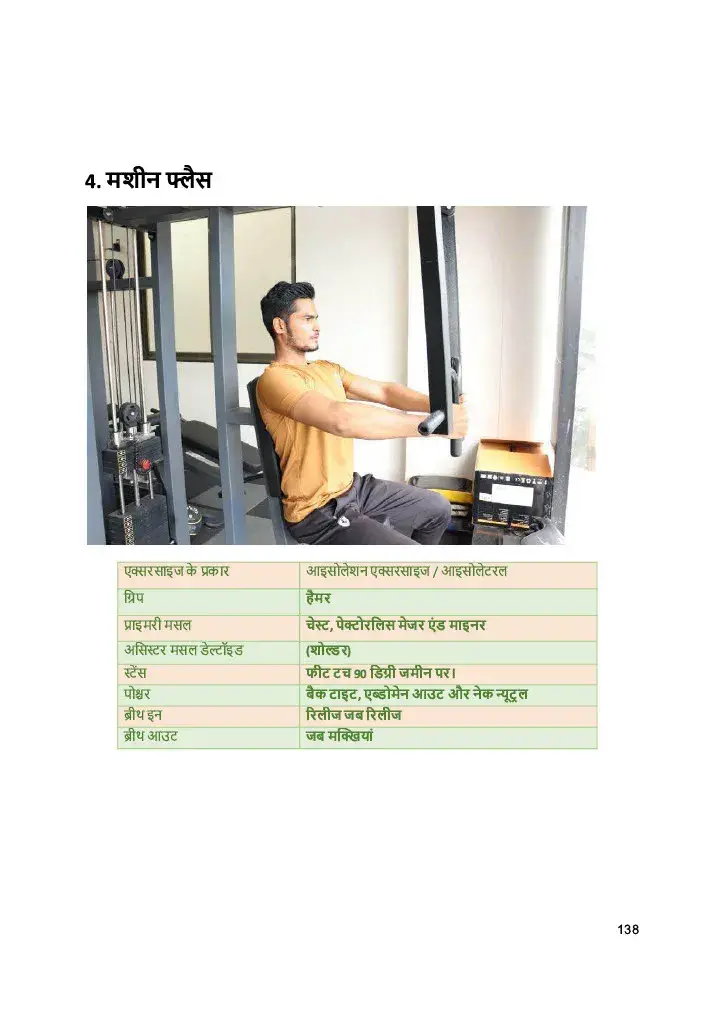 4. मशीन फ्लैस
एक्सरसाइज के प्रकार आइसोलेशन एक्सरसाइज / आइसोलेटरल
ग्रिप हैमर
प्राइमरी मसल चेस्ट, पेक्टोरलिस मेजर एंड माइनर
असिस्टर मसल डेल्टॉइड (शोल्डर)
स्टेंस फीट टच 90 डिग्री जमीन पर।
पोश्चर बैक टाइट, एब्डोमेन आउट और नेक न्यूट्रल
ब्रीथ इन रिलीज जब रिलीज
ब्रीथ आउट जब मक्खियां
138